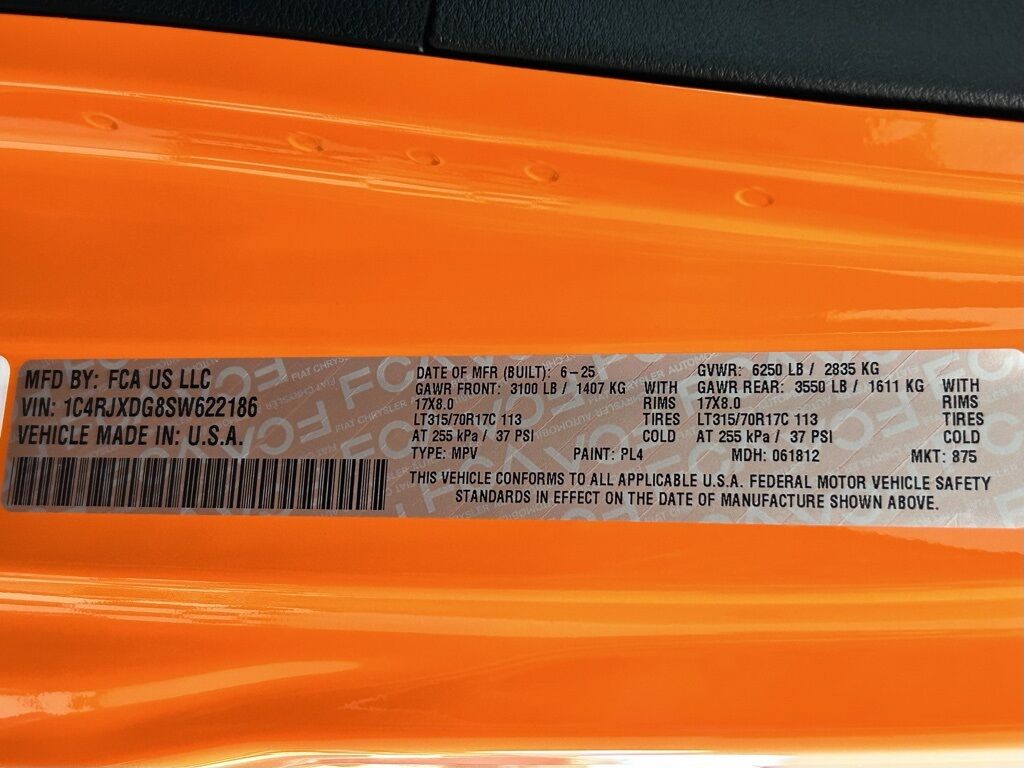 MFD BY: FCA US LLC
VIN: 1C4RJXDG8SW622186
VEHICLE MADE IN: U.S.A.
DATE OF MFR (BUILT): 6-25 GVWR: 6250 LB / 2835 KG
GAWR FRONT: 3100 LB / 1407 KG WITH GAWR REAR: 3550 LB / 1611 KG WITH
17X8.0 RIMS 17X8.0 RIMS
LT315/70R17C 113 TIRES LT315/70R17C 113 TIRES
AT 255 kPa / 37 PSI COLD AT 255 kPa / 37 PSI COLD
TYPE: MPV PAINT: PL4 MDH: 061812 MKT: 875
THIS VEHICLE CONFORMS TO ALL APPLICABLE U.S.A. FEDERAL MOTOR VEHICLE SAFETY
STANDARDS IN EFFECT ON THE DATE OF MANUFACTURE SHOWN ABOVE.